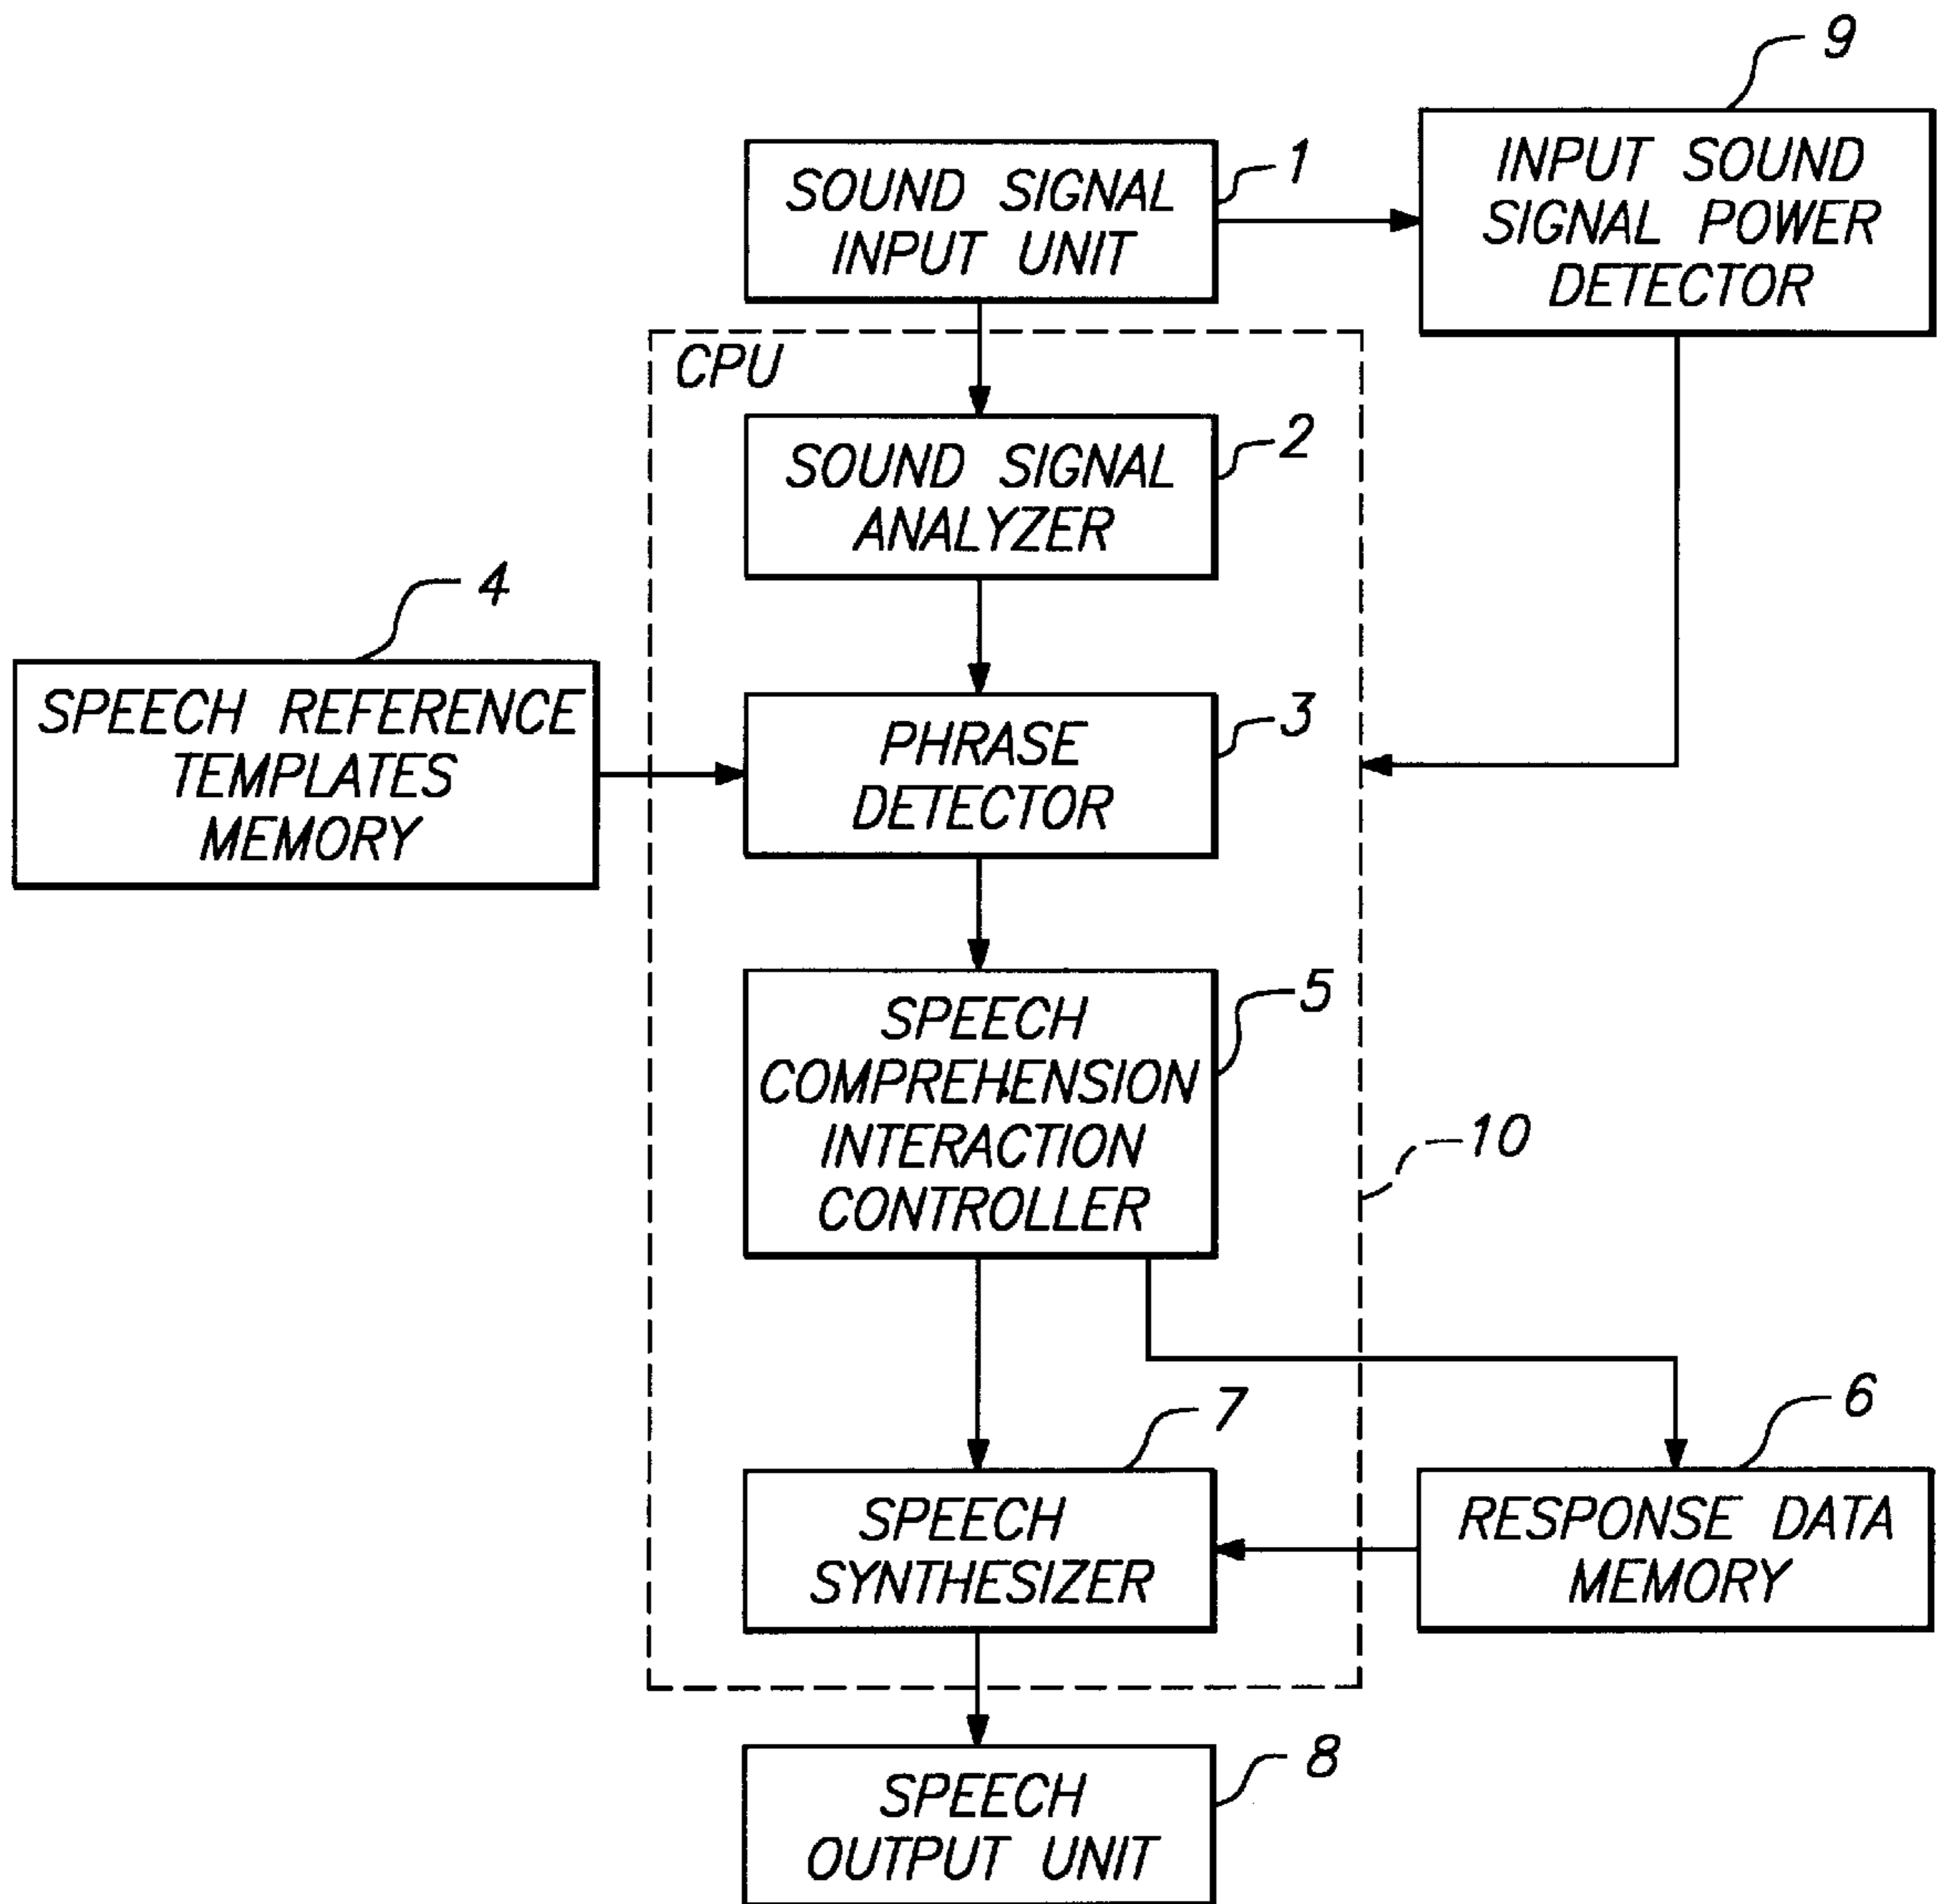 9
1
SOUND SIGNAL
INPUT UNIT
INPUT SOUND
SIGNAL POWER
DETECTOR
CPU
2
SOUND SIGNAL
ANALYZER
4
SPEECH REFERENCE
TEMPLATES
MEMORY
3
PHRASE
DETECTOR
5
SPEECH
COMPREHENSION
INTERACTION
CONTROLLER
10
7
SPEECH
SYNTHESIZER
6
RESPONSE DATA
MEMORY
8
SPEECH
OUTPUT UNIT